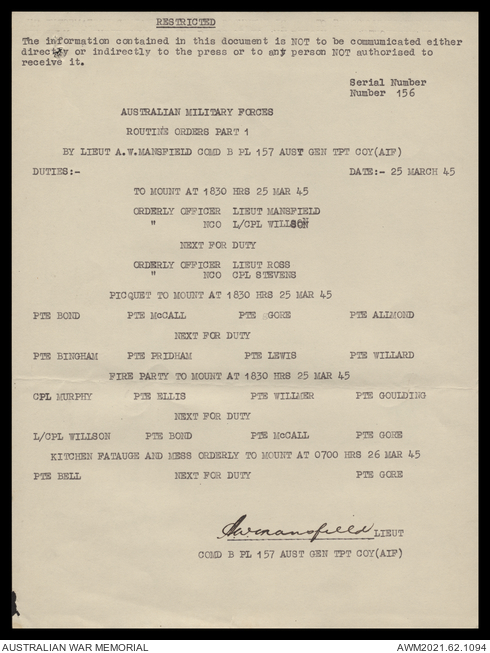 RESTRICTED
The information contained in this document is NOT to be communicated either
directly or indirectly to the press or to any person NOT authorised to
receive it.
Serial Number
Number 156
AUSTRALIAN MILITARY FORCES
ROUTINE ORDERS PART 1
BY LIEUT A.W.MANSFIELD COMD B PL 157 AUST GEN TPT COY(AIF)
DUTIES:- DATE:- 25 MARCH 45
TO MOUNT AT 1830 HRS 25 MAR 45
ORDERLY OFFICER LIEUT MANSFIELD
" NCO L/CPL WILLSON
NEXT FOR DUTY
ORDERLY OFFICER LIEUT ROSS
" NCO CPL STEVENS
PICQUET TO MOUNT AT 1830 HRS 25 MAR 45
PTE BOND PTE McCALL PTE GORE PTE ALLMOND
NEXT FOR DUTY
PTE BINGHAM PTE PRIDHAM PTE LEWIS PTE WILLARD
FIRE PARTY TO MOUNT AT 1830 HRS 25 MAR 45
CPL MURPHY PTE ELLIS PTE WILLMER PTE GOULDING
NEXT FOR DUTY
L/CPL WILLSON PTE BOND PTE McCALL PTE GORE
KITCHEN FATAUGE AND MESS ORDERLY TO MOUNT AT 0700 HRS 26 MAR 45
PTE BELL NEXT FOR DUTY PTE GORE
AWMansfield LIEUT
COMD B PL 157 AUST GEN TPT COY(AIF)
AUSTRALIAN WAR MEMORIAL AWM2021.62.1094